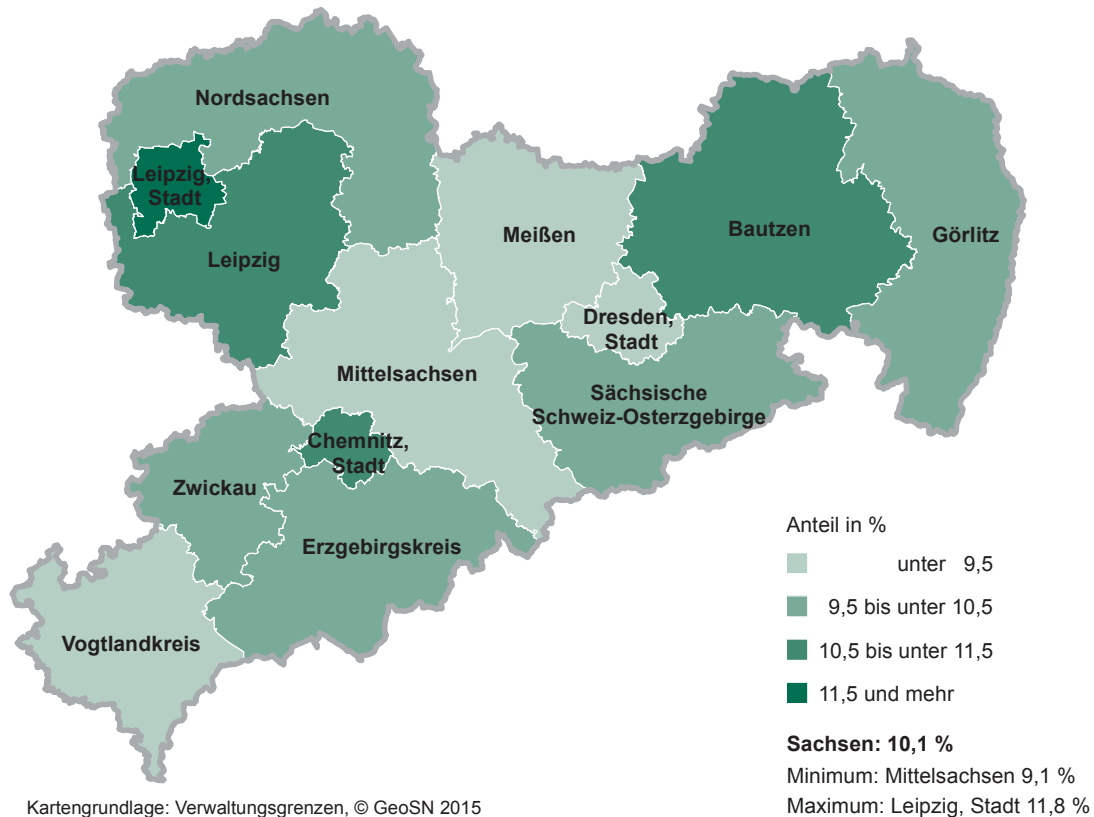 Nordsachsen
Leipzig,
Stadt
Leipzig
Meißen
Bautzen
Görlitz
Dresden,
Stadt
Mittelsachsen
Sächsische
Schweiz-Osterzgebirge
Chemnitz,
Stadt
Zwickau
Erzgebirgskreis
Vogtlandkreis
Anteil in %
unter 9,5
9,5 bis unter 10,5
10,5 bis unter 11,5
11,5 und mehr
Sachsen: 10,1 %
Minimum: Mittelsachsen 9,1 %
Maximum: Leipzig, Stadt 11,8 %
Kartengrundlage: Verwaltungsgrenzen, © GeoSN 2015